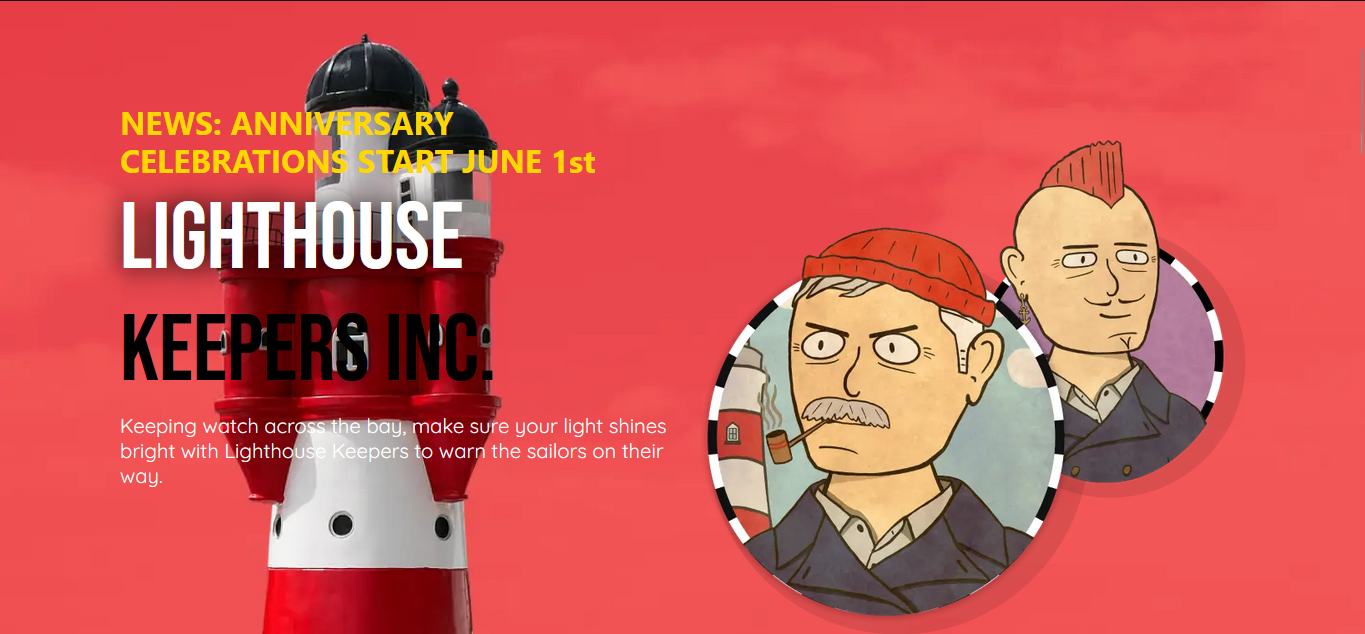 NEWS: ANNIVERSARY
CELEBRATIONS START JUNE 1st
LIGHTHOUSE
KEEPERS INC.
Keeping watch across the bay, make sure your light shines
bright with Lighthouse Keepers to warn the sailors on their
way.